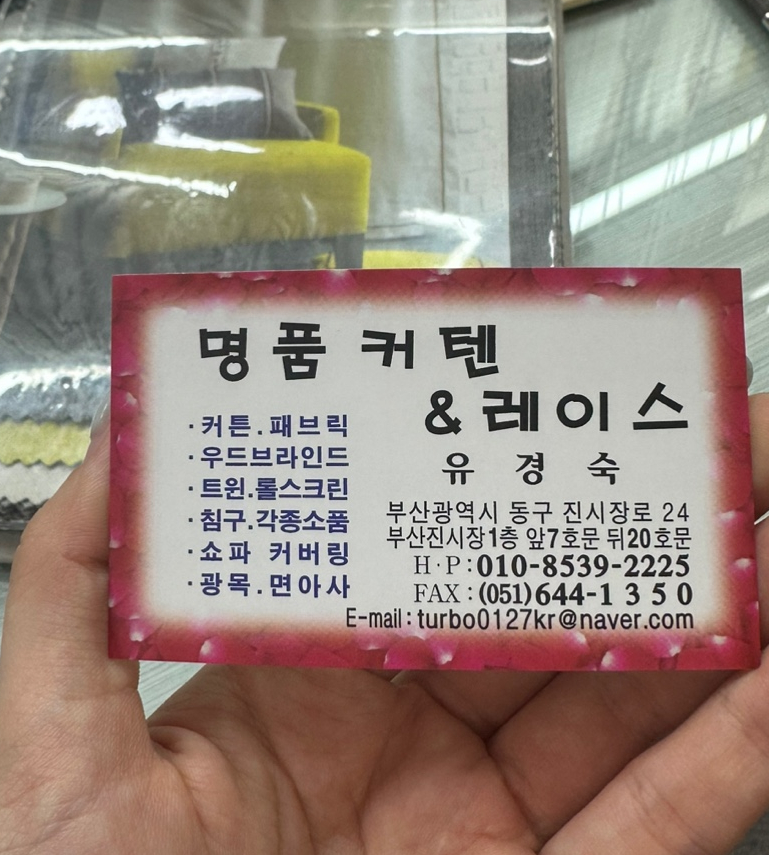 명품 커텐
& 레이스
· 커튼. 패브릭
· 우드브라인드
· 트윈.롤스크린
· 침구.각종소품
· 쇼파 커버링
· 광목.면아사
유 경 숙
부산광역시 동구 진시장로 24
부산진시장1층 앞7호문 뒤20호문
H·P:010-8539-2225
FAX:(051)644-1350
E-mail:turbo0127kr@naver.com